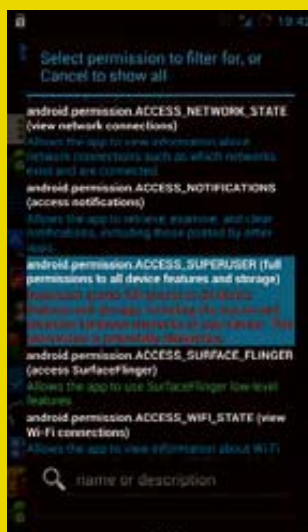 19:42
Select permission to filter for, or
Cancel to show all
android.permission.ACCESS_NETWORK_STATE
(view network connections)
Allows the app to view information about
network connections such as which networks
exist and are connected.
android.permission.ACCESS_NOTIFICATIONS
(access notifications)
Allows the app to retrieve, examine, and clear
notifications, including those posted by other
apps.
android.permission.ACCESS_SUPERUSER (full
permissions to all device features and storage)
android.permission.ACCESS_SURFACE_FLINGER
(access SurfaceFlinger)
Allows the app to use SurfaceFlinger low-level
features.
android.permission.ACCESS_WIFI_STATE (view
Wi-Fi connections)
Allows the app to view information about Wi-Fi
name or description